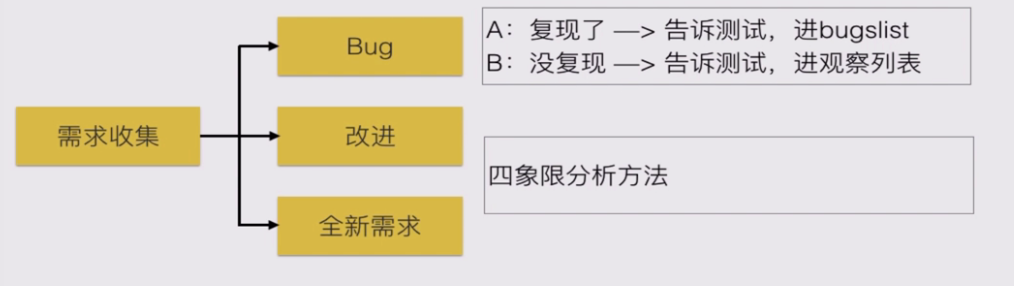 需求收集
Bug
A：复现了 —> 告诉测试，进bugslist
B：没复现 —> 告诉测试，进观察列表
改进
四象限分析方法
全新需求